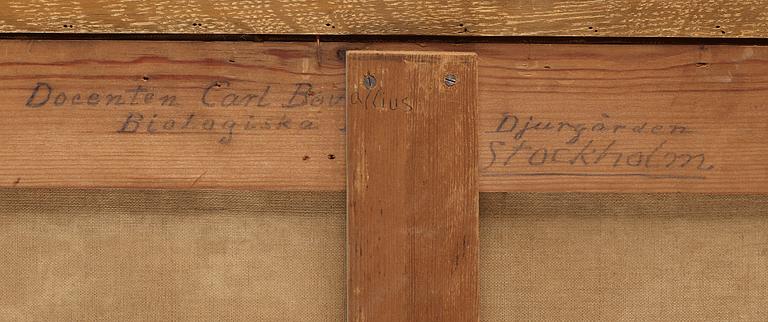 Docenten Carl Bovallius
Biologiska Djurgården
Stockholm.